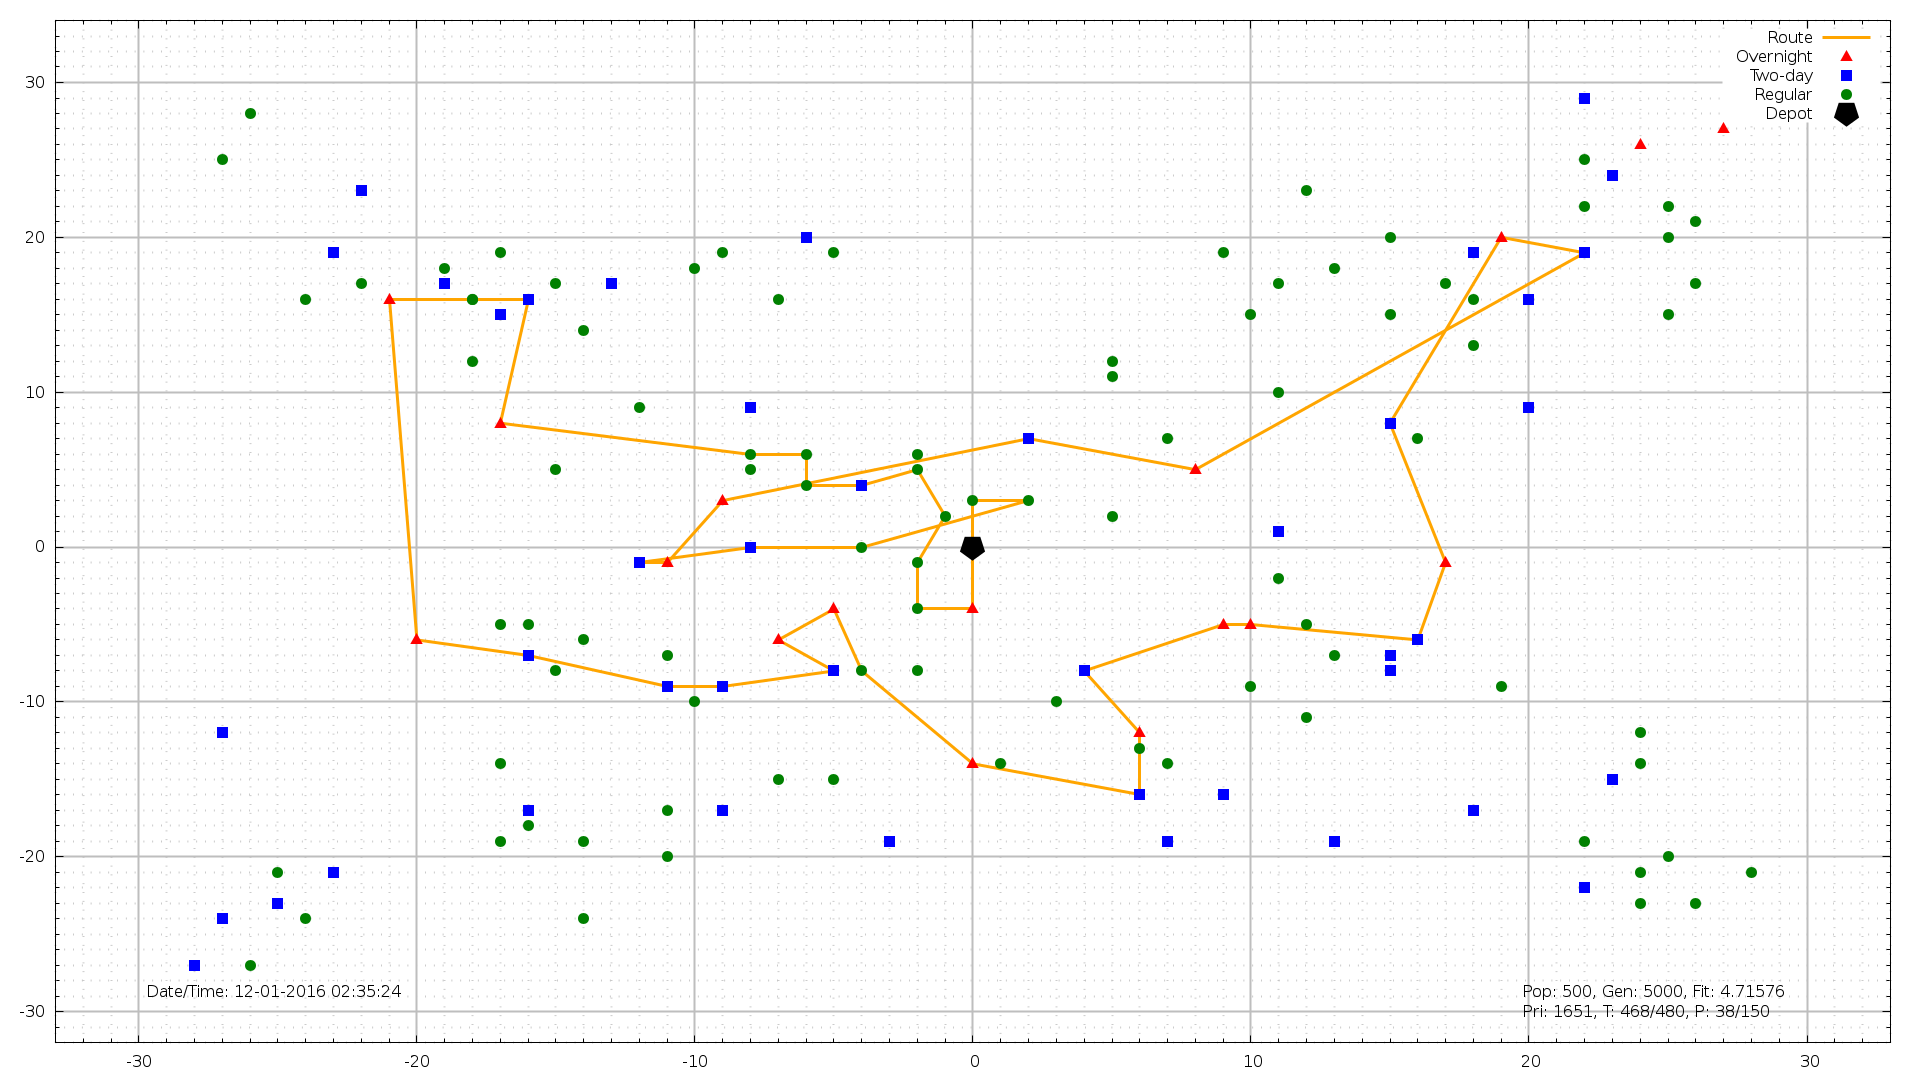 Route
Overnight
Two-day
Regular
Depot
30
20
10
0
-10
-20
-30
Date/Time: 12-01-2016 02:35:24
Pop: 500, Gen: 5000, Fit: 4.71576
Pri: 1651, T: 468/480, P: 38/150
-30 -20 -10 0 10 20 30